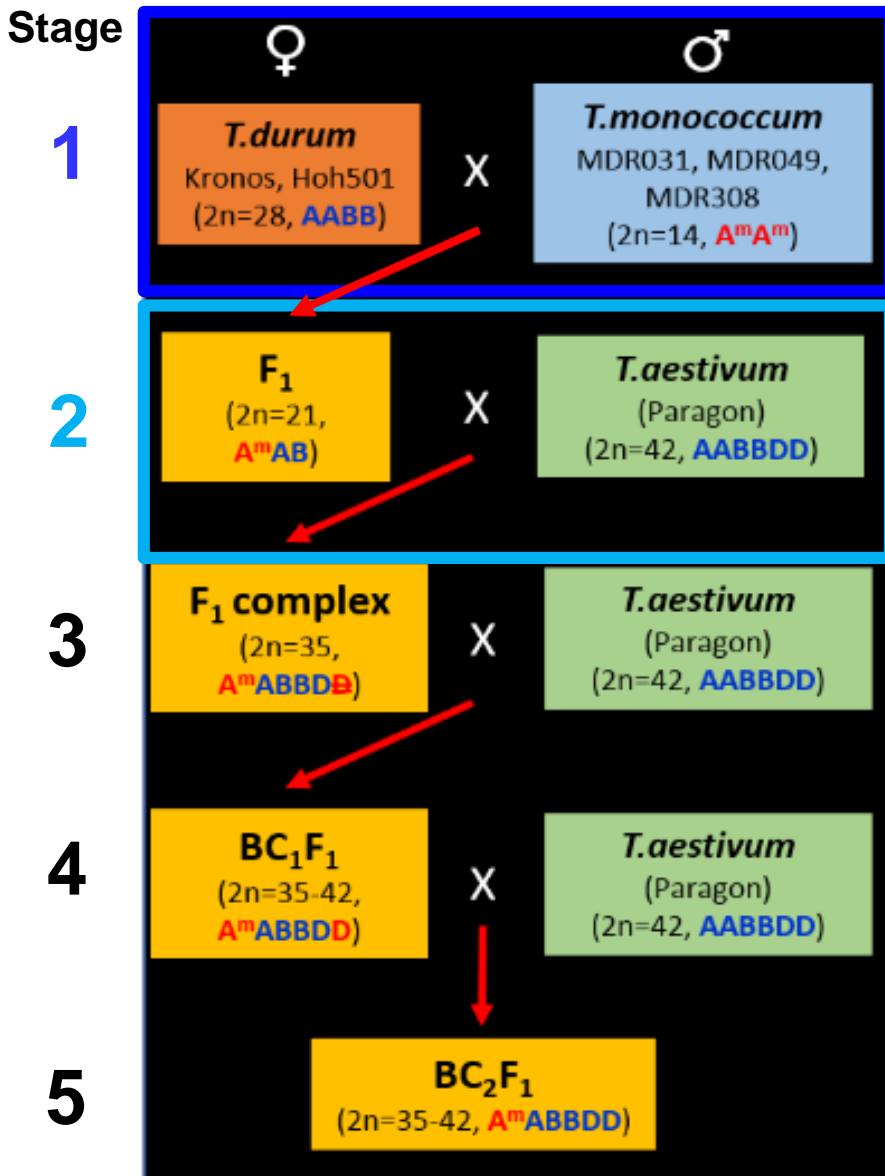 Stage
♀ ♂
1
T.durum
Kronos, Hoh501
(2n=28, AABB)
X
T.monococcum
MDR031, MDR049,
MDR308
(2n=14, AᵐAᵐ)
2
F₁
(2n=21,
AᵐAB)
X
T.aestivum
(Paragon)
(2n=42, AABBDD)
3
F₁ complex
(2n=35,
AᵐABBDD̶)
X
T.aestivum
(Paragon)
(2n=42, AABBDD)
4
BC₁F₁
(2n=35-42,
AᵐABBDD)
X
T.aestivum
(Paragon)
(2n=42, AABBDD)
5
BC₂F₁
(2n=35-42, AᵐABBDD)